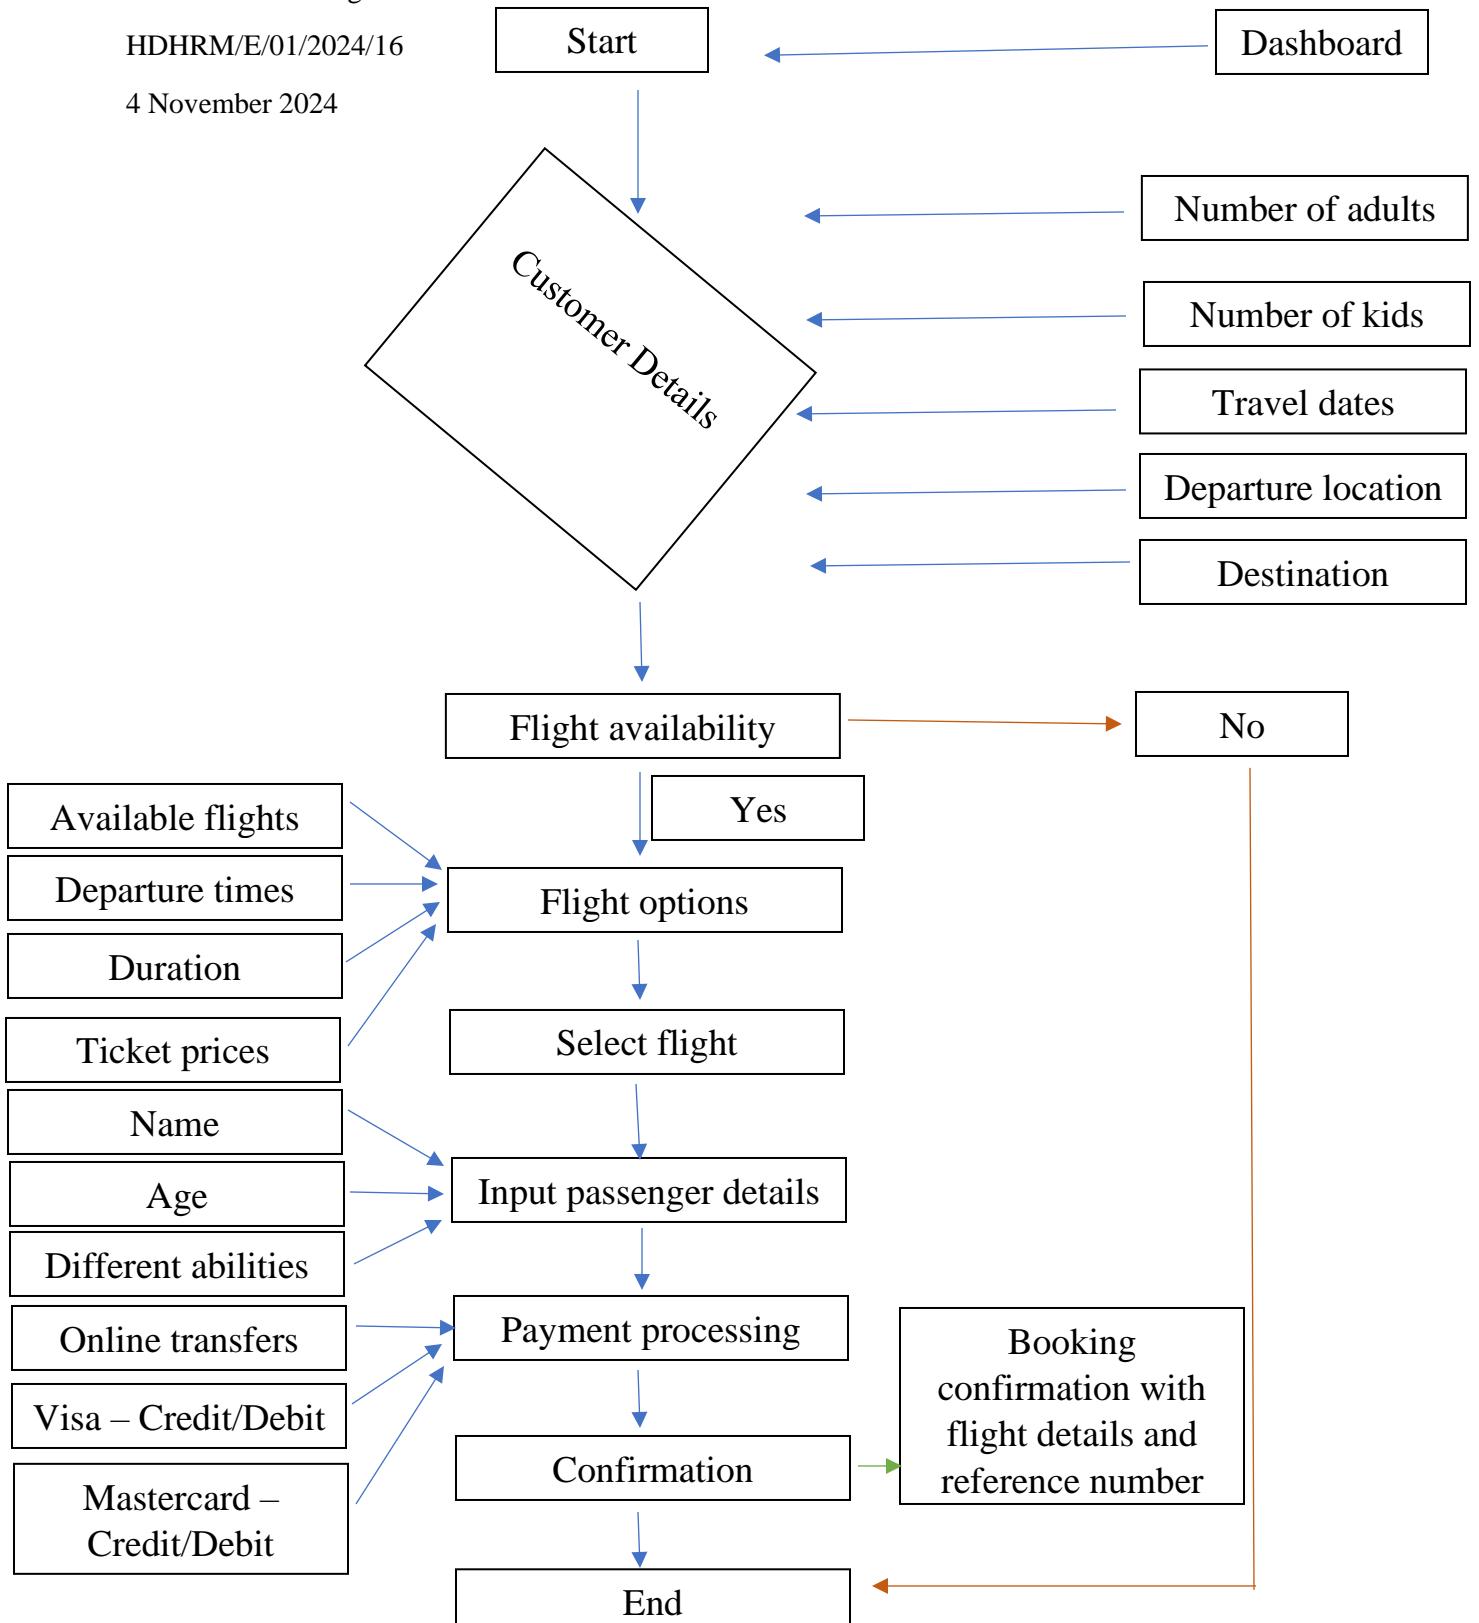 HDHRM/E/01/2024/16
4 November 2024
Start
Dashboard
Customer Details
Number of adults
Number of kids
Travel dates
Departure location
Destination
Flight availability
No
Yes
Available flights
Departure times
Duration
Ticket prices
Flight options
Select flight
Name
Age
Different abilities
Input passenger details
Online transfers
Visa – Credit/Debit
Mastercard –
Credit/Debit
Payment processing
Confirmation
Booking
confirmation with
flight details and
reference number
End